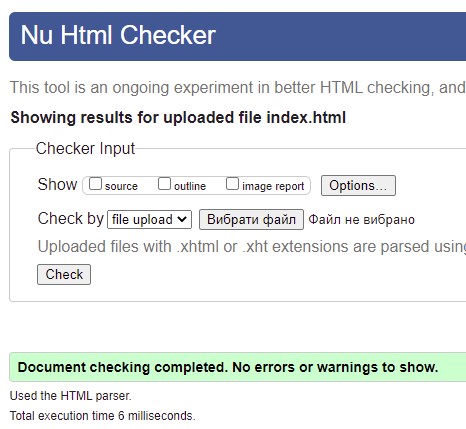 Nu Html Checker
This tool is an ongoing experiment in better HTML checking, and
Showing results for uploaded file index.html
Checker Input
Show source outline image report Options...
Check by file upload Вибрати файл Файл не вибрано
Uploaded files with .xhtml or .xht extensions are parsed using
Check
Document checking completed. No errors or warnings to show.
Used the HTML parser.
Total execution time 6 milliseconds.